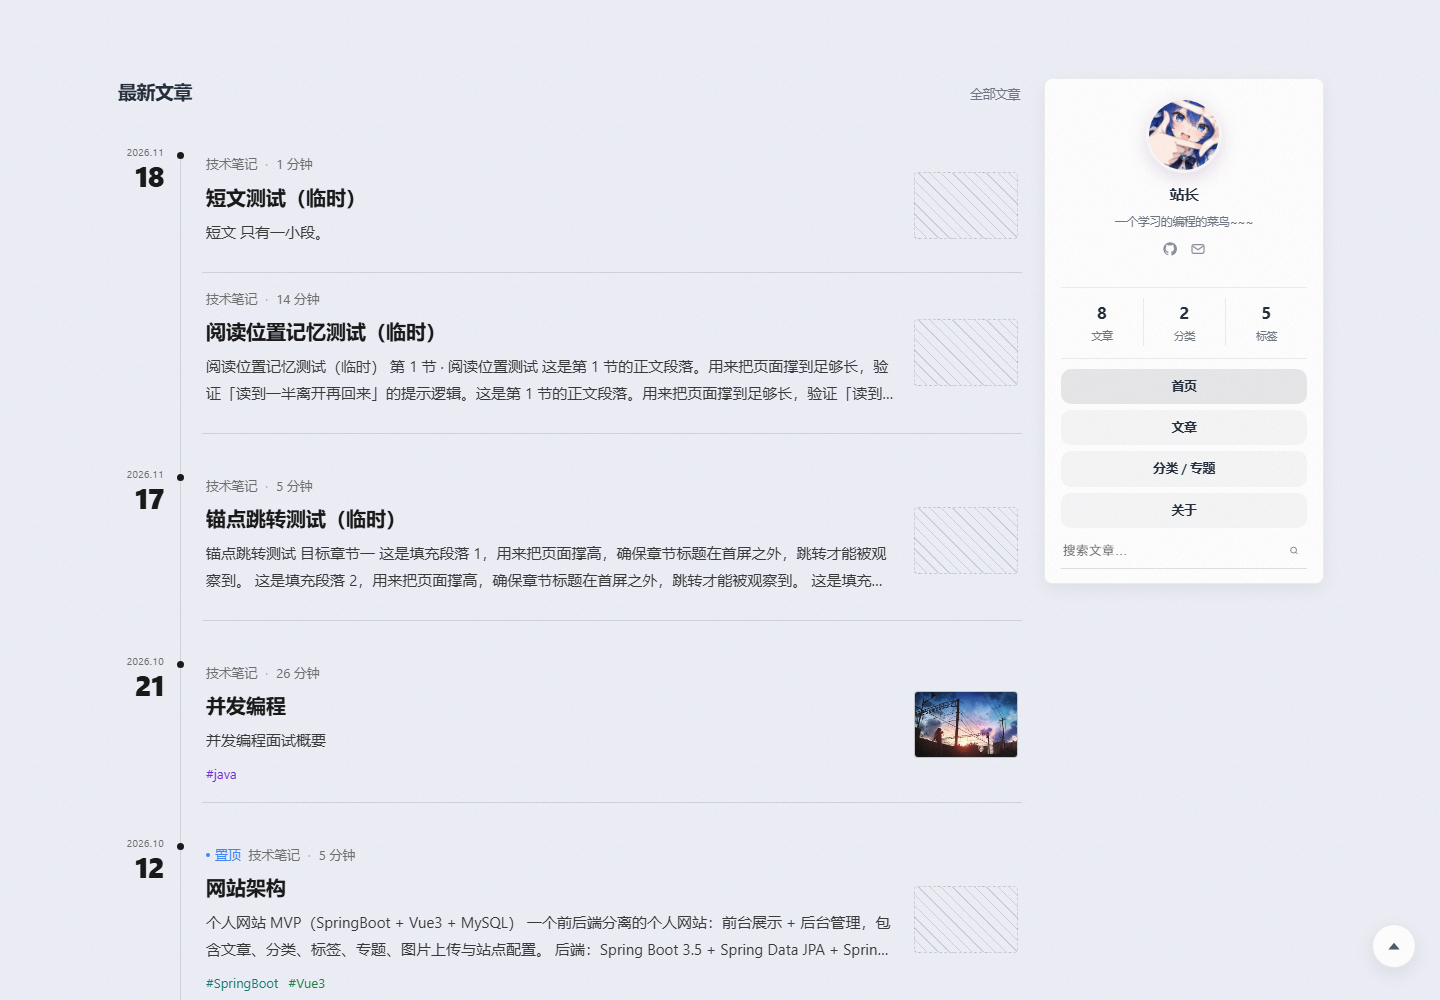 最新文章
全部文章
2026.11
18
技术笔记 · 1 分钟
短文测试（临时）
短文 只有一小段。
技术笔记 · 14 分钟
阅读位置记忆测试（临时）
阅读位置记忆测试（临时） 第 1 节 · 阅读位置测试 这是第 1 节的正文段落。用来把页面撑到足够长，验
证「读到一半离开再回来」的提示逻辑。这是第 1 节的正文段落。用来把页面撑到足够长，验证「读到...
2026.11
17
技术笔记 · 5 分钟
锚点跳转测试（临时）
锚点跳转测试 目标章节一 这是填充段落 1，用来把页面撑高，确保章节标题在首屏之外，跳转才能被观
察到。 这是填充段落 2，用来把页面撑高，确保章节标题在首屏之外，跳转才能被观察到。 这是填充...
2026.10
21
技术笔记 · 26 分钟
并发编程
并发编程面试概要
#java
2026.10
12
• 置顶 技术笔记 · 5 分钟
网站架构
个人网站 MVP（SpringBoot + Vue3 + MySQL） 一个前后端分离的个人网站：前台展示 + 后台管理，包
含文章、分类、标签、专题、图片上传与站点配置。 后端：Spring Boot 3.5 + Spring Data JPA + Sprin...
#SpringBoot #Vue3
站长
一个学习的编程的菜鸟~~~
8 2 5
文章 分类 标签
首页
文章
分类 / 专题
关于
搜索文章...